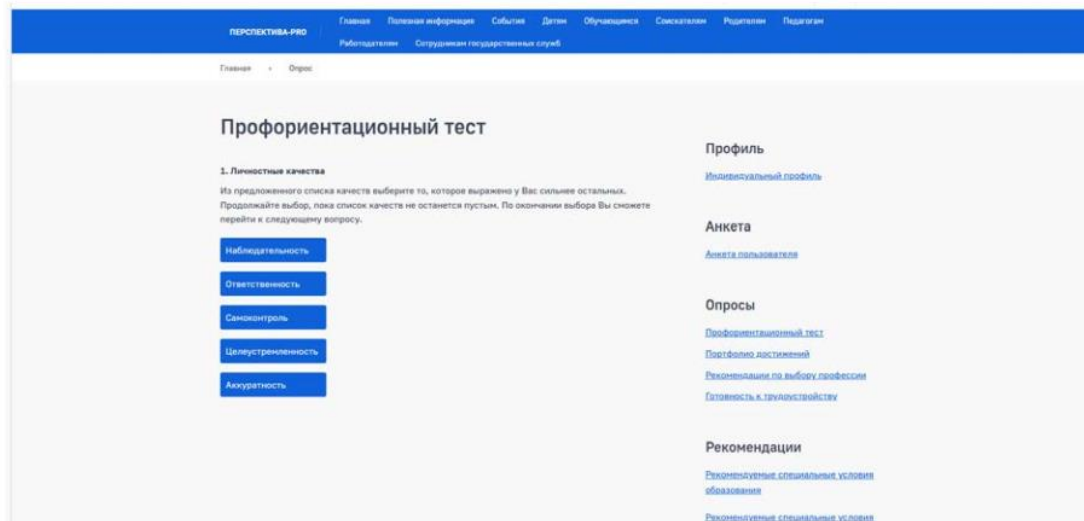 ПЕРСПЕКТИВА-PRO
Главная Полезная информация События Детям Обучающимся Соискателям Родителям Педагогам
Работодателям Сотрудникам государственных служб
Главная › Опрос
Профориентационный тест
1. Личностные качества
Из предложенного списка качеств выберите то, которое выражено у Вас сильнее остальных.
Продолжайте выбор, пока список качеств не останется пустым. По окончании выбора Вы сможете
перейти к следующему вопросу.
Наблюдательность
Ответственность
Самоконтроль
Целеустремленность
Аккуратность
Профиль
Индивидуальный профиль
Анкета
Анкета пользователя
Опросы
Профориентационный тест
Портфолио достижений
Рекомендации по выбору профессии
Готовность к трудоустройству
Рекомендации
Рекомендуемые специальные условия
образования
Рекомендуемые специальные условия